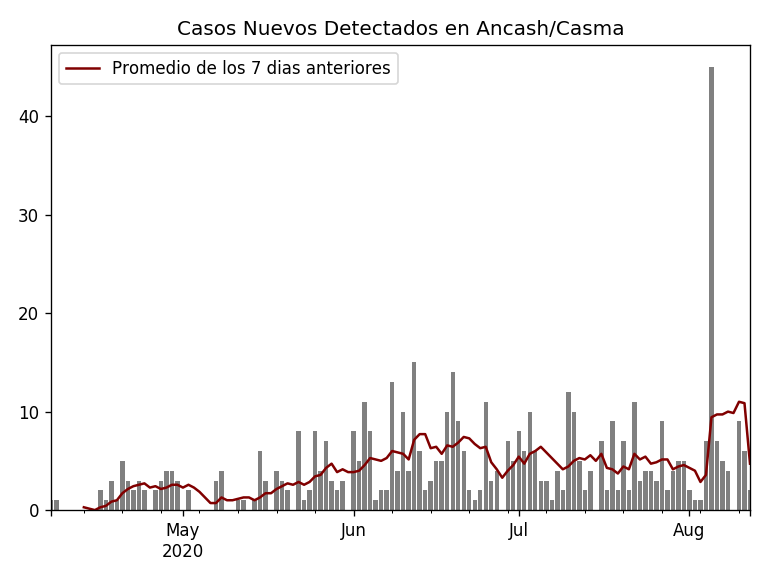 Casos Nuevos Detectados en Ancash/Casma
Promedio de los 7 dias anteriores
40
30
20
10
0
May
2020
Jun
Jul
Aug